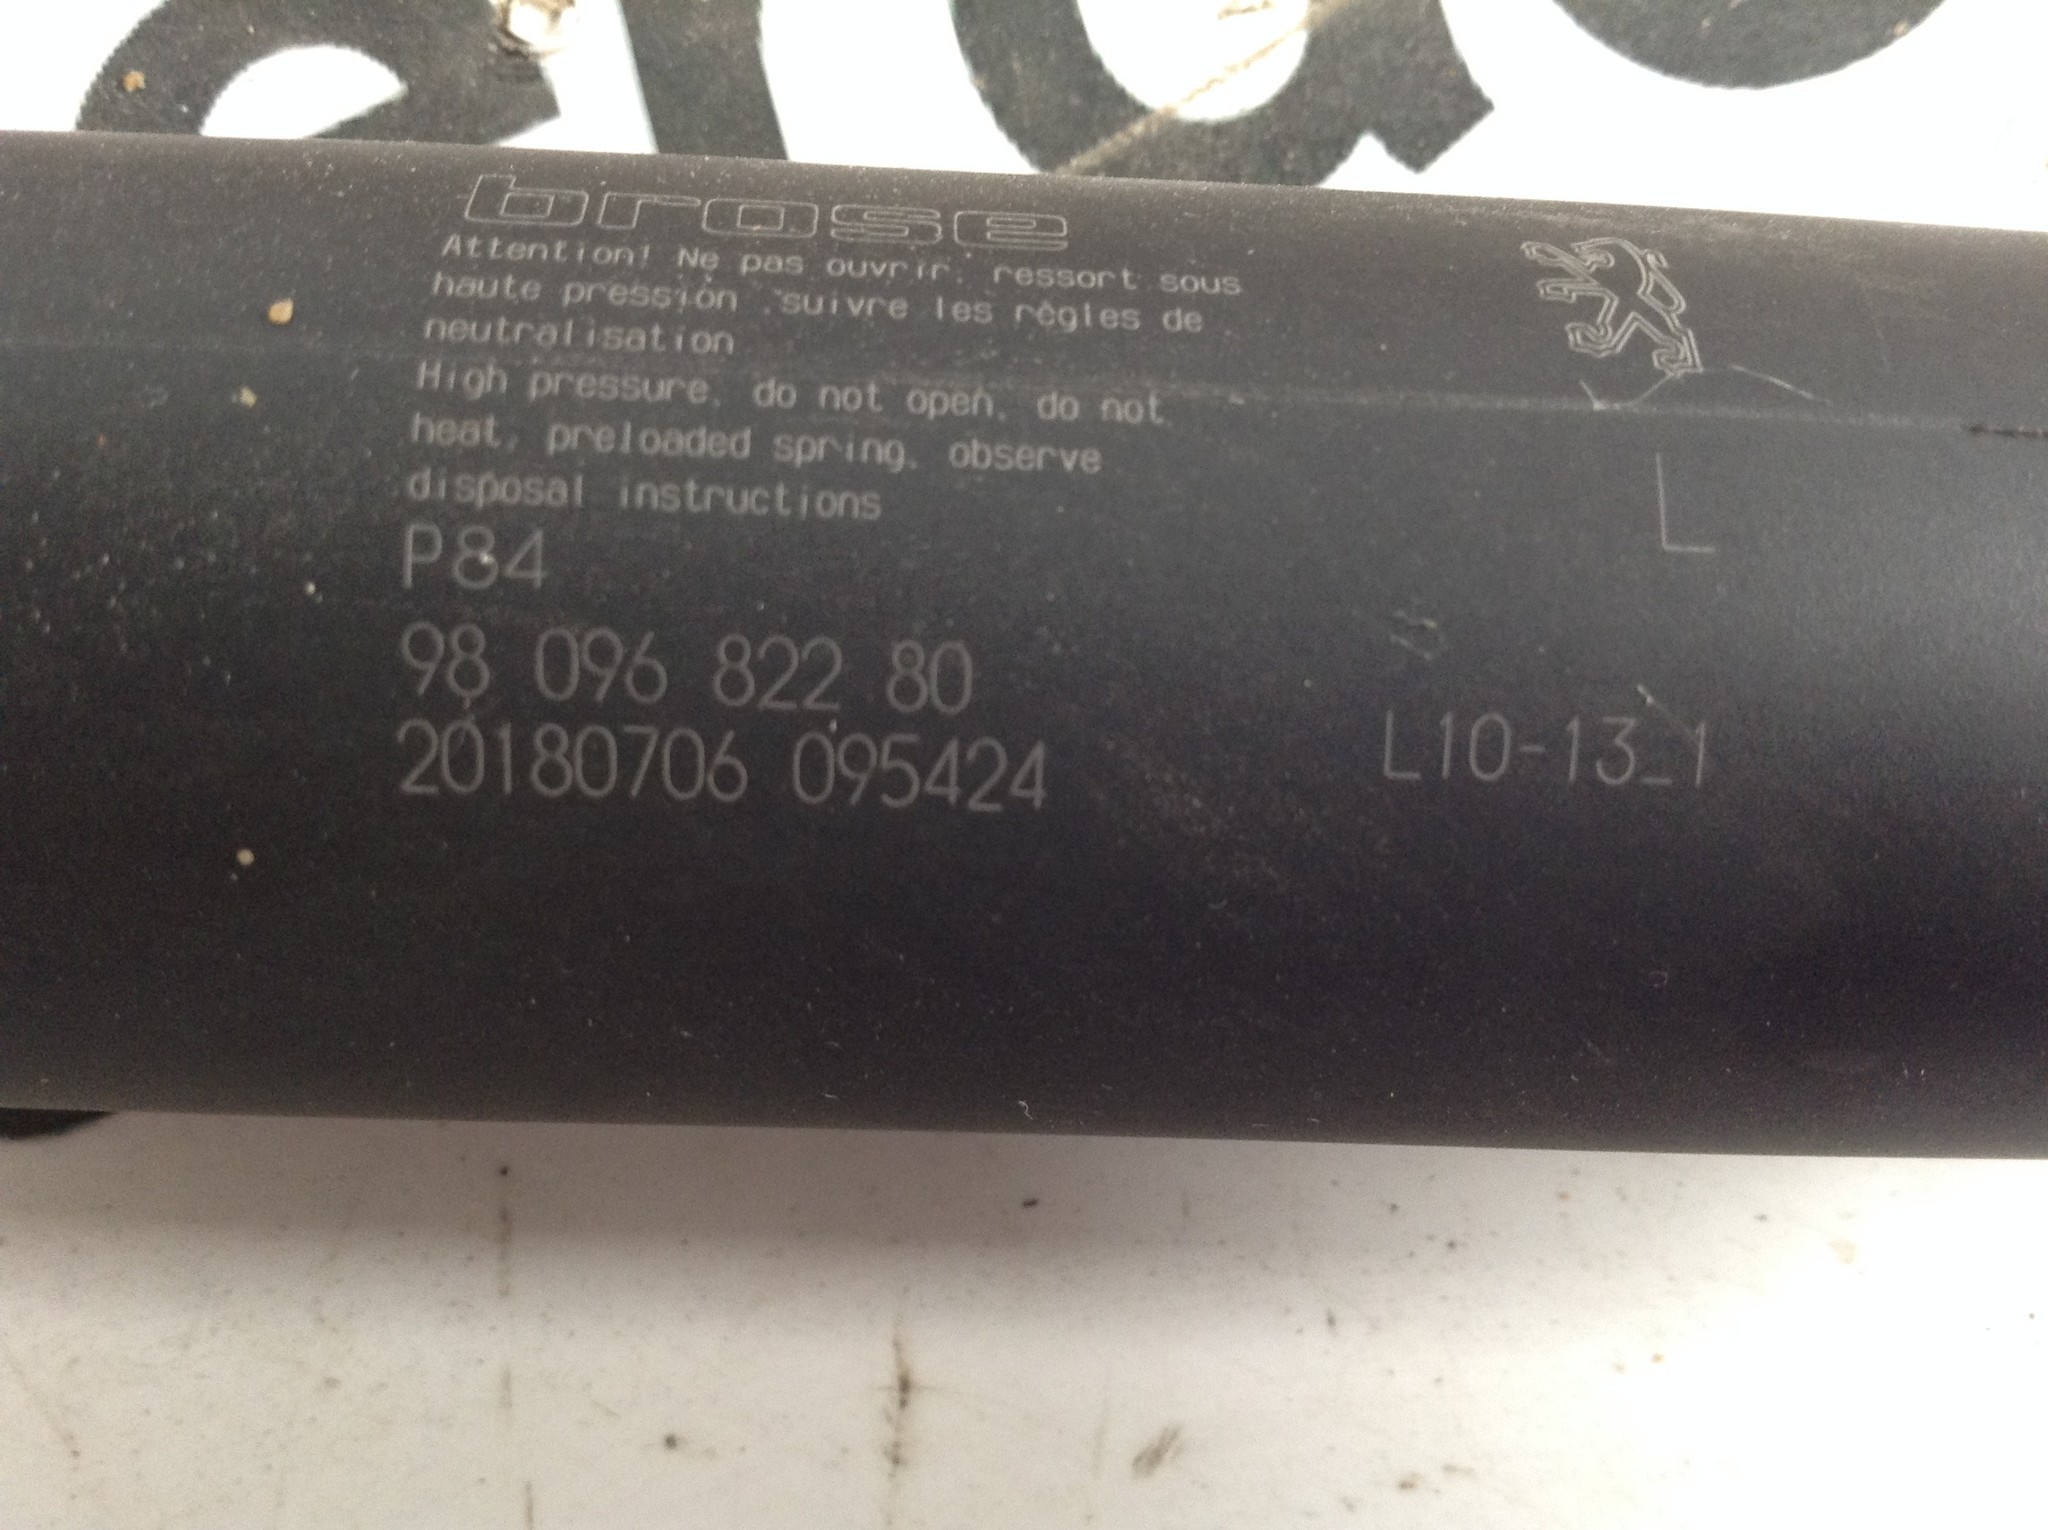 brose
Attention! Ne pas ouvrir, ressort sous
haute pression .suivre les règles de
neutralisation
High pressure, do not open, do not
heat, preloaded spring, observe
disposal instructions
P84
98 096 822 80
20180706 095424
L
L10-13_1